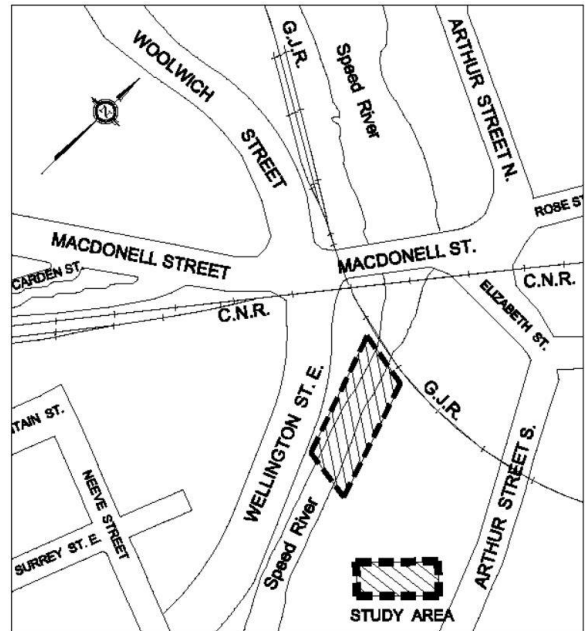 WOOLWICH
STREET
G.J.R.
Speed River
ARTHUR STREET N.
ROSE ST
MACDONELL STREET
MACDONELL ST.
CARDEN ST.
C.N.R.
C.N.R.
ELIZABETH ST.
G.J.R.
WELLINGTON ST. E.
TAIN ST.
NEEVE STREET
SURREY ST. E.
Speed River
ARTHUR STREET S.
STUDY AREA